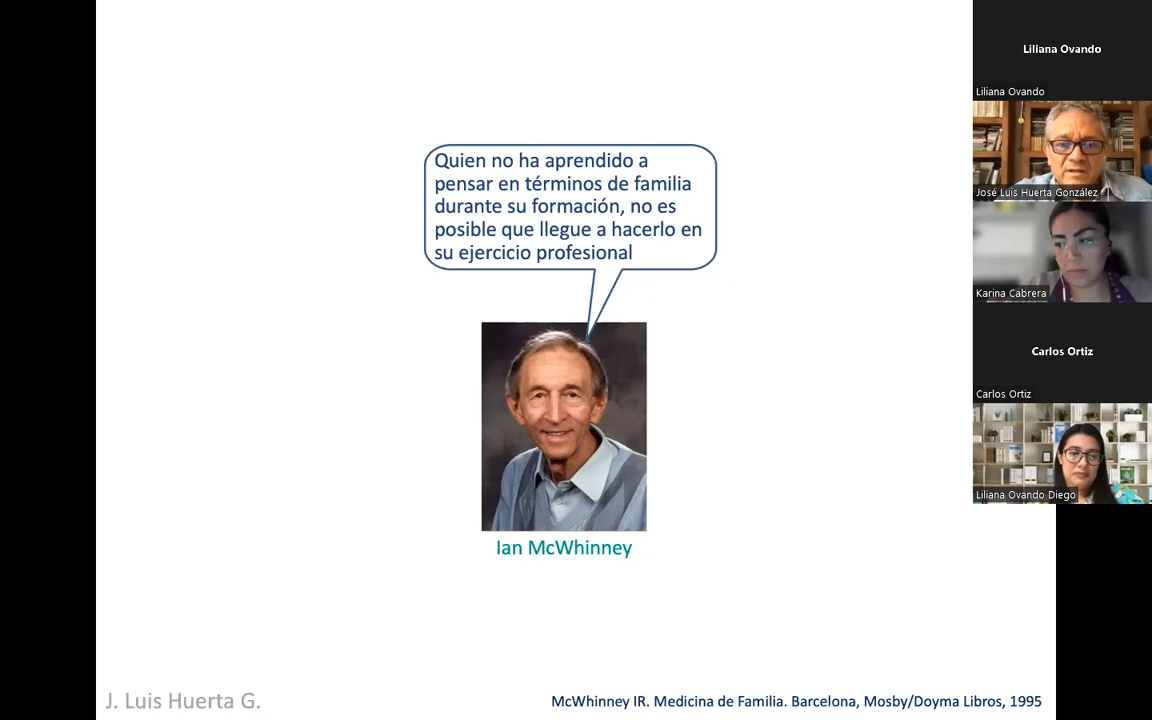 Quien no ha aprendido a
pensar en términos de familia
durante su formación, no es
posible que llegue a hacerlo en
su ejercicio profesional
Ian McWhinney
J. Luis Huerta G.
McWhinney IR. Medicina de Familia. Barcelona, Mosby/Doyma Libros, 1995
Liliana Ovando
Liliana Ovando
José Luis Huerta González
Karina Cabrera
Carlos Ortiz
Carlos Ortiz
Liliana Ovando Diego